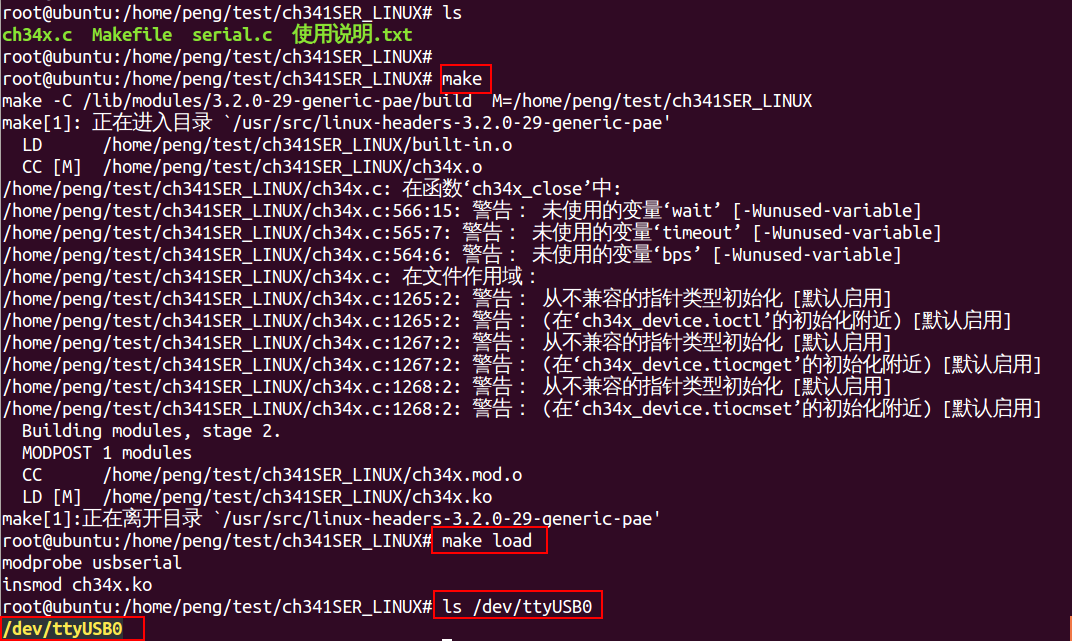 root@ubuntu:/home/peng/test/ch341SER_LINUX# ls
ch34x.c  Makefile  serial.c  使用说明.txt
root@ubuntu:/home/peng/test/ch341SER_LINUX#
root@ubuntu:/home/peng/test/ch341SER_LINUX# make
make -C /lib/modules/3.2.0-29-generic-pae/build  M=/home/peng/test/ch341SER_LINUX
make[1]: 正在进入目录 `/usr/src/linux-headers-3.2.0-29-generic-pae'
  LD      /home/peng/test/ch341SER_LINUX/built-in.o
  CC [M]  /home/peng/test/ch341SER_LINUX/ch34x.o
/home/peng/test/ch341SER_LINUX/ch34x.c: 在函数‘ch34x_close’中:
/home/peng/test/ch341SER_LINUX/ch34x.c:566:15: 警告： 未使用的变量‘wait’ [-Wunused-variable]
/home/peng/test/ch341SER_LINUX/ch34x.c:565:7: 警告： 未使用的变量‘timeout’ [-Wunused-variable]
/home/peng/test/ch341SER_LINUX/ch34x.c:564:6: 警告： 未使用的变量‘bps’ [-Wunused-variable]
/home/peng/test/ch341SER_LINUX/ch34x.c: 在文件作用域：
/home/peng/test/ch341SER_LINUX/ch34x.c:1265:2: 警告： 从不兼容的指针类型初始化 [默认启用]
/home/peng/test/ch341SER_LINUX/ch34x.c:1265:2: 警告： (在‘ch34x_device.ioctl’的初始化附近) [默认启用]
/home/peng/test/ch341SER_LINUX/ch34x.c:1267:2: 警告： 从不兼容的指针类型初始化 [默认启用]
/home/peng/test/ch341SER_LINUX/ch34x.c:1267:2: 警告： (在‘ch34x_device.tiocmget’的初始化附近) [默认启用]
/home/peng/test/ch341SER_LINUX/ch34x.c:1268:2: 警告： 从不兼容的指针类型初始化 [默认启用]
/home/peng/test/ch341SER_LINUX/ch34x.c:1268:2: 警告： (在‘ch34x_device.tiocmset’的初始化附近) [默认启用]
  Building modules, stage 2.
  MODPOST 1 modules
  CC      /home/peng/test/ch341SER_LINUX/ch34x.mod.o
  LD [M]  /home/peng/test/ch341SER_LINUX/ch34x.ko
make[1]:正在离开目录 `/usr/src/linux-headers-3.2.0-29-generic-pae'
root@ubuntu:/home/peng/test/ch341SER_LINUX# make load
modprobe usbserial
insmod ch34x.ko
root@ubuntu:/home/peng/test/ch341SER_LINUX# ls /dev/ttyUSB0
/dev/ttyUSB0